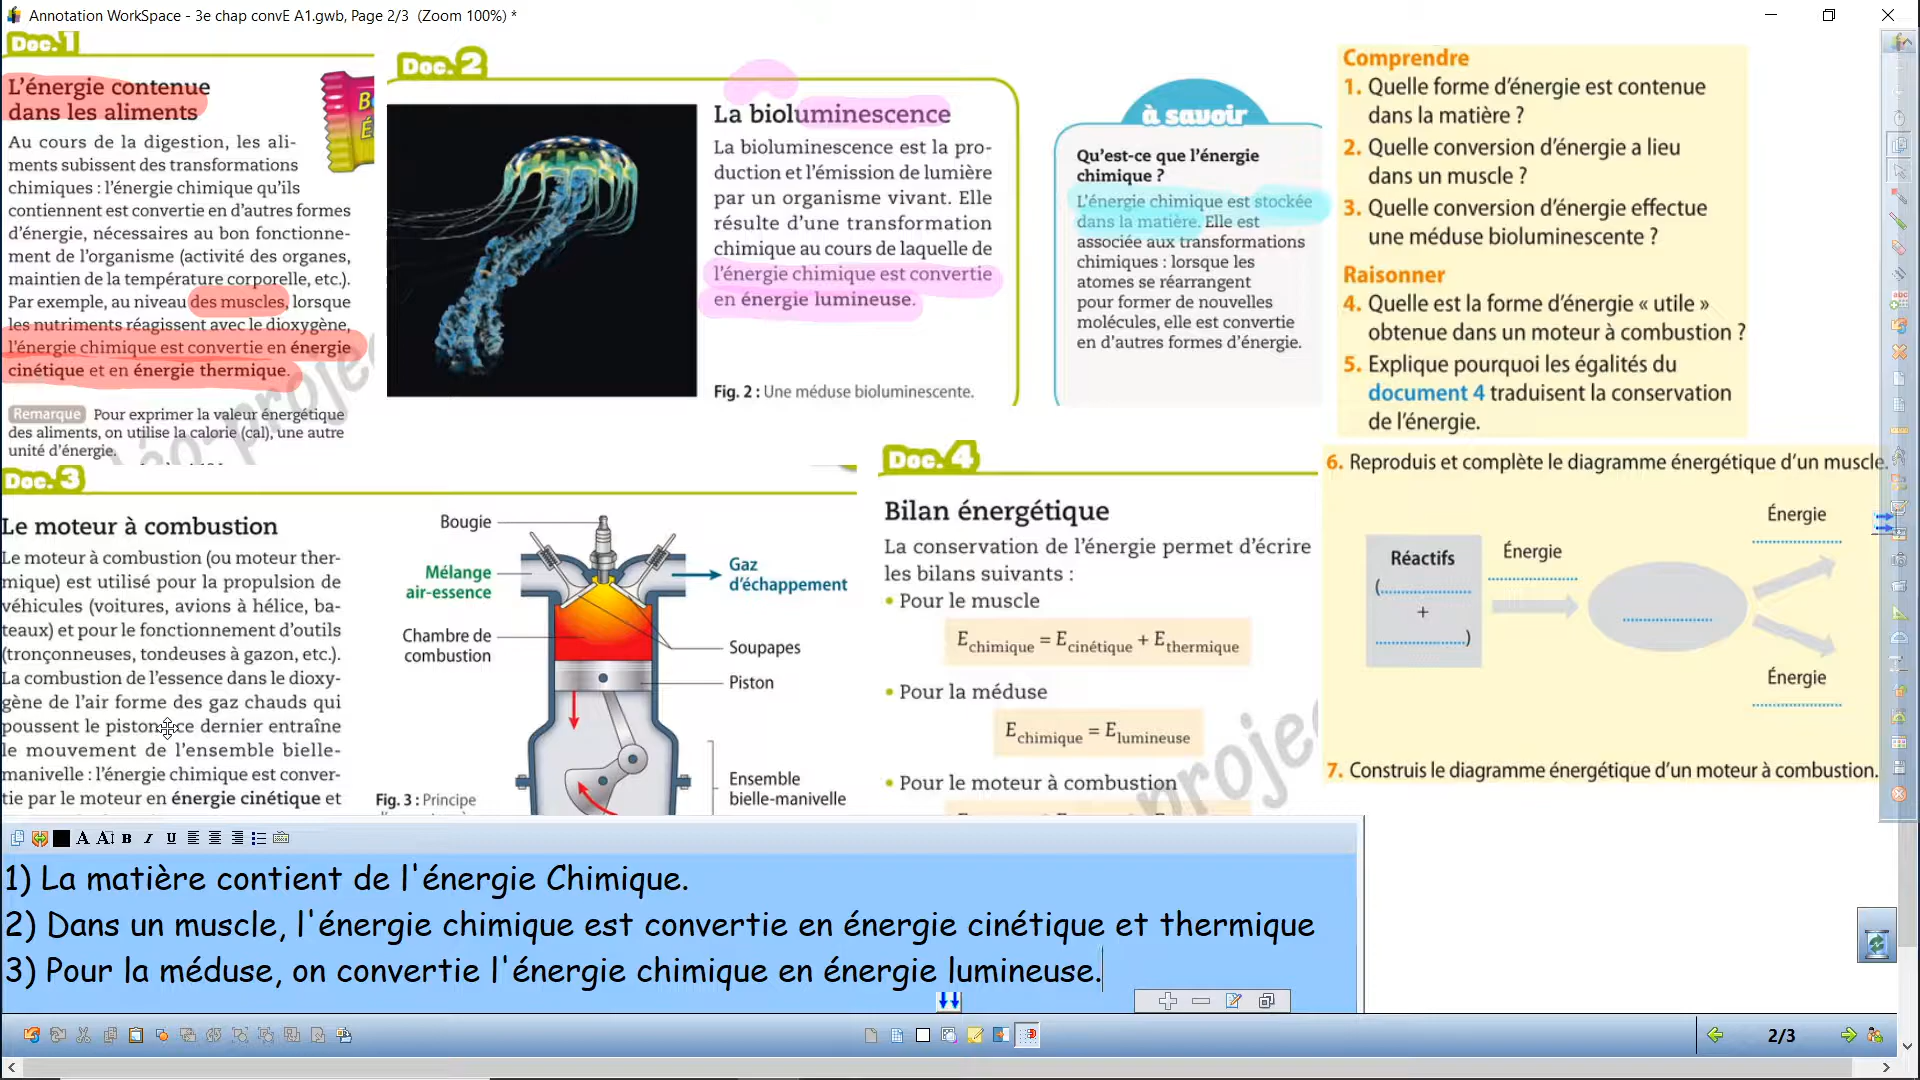 Annotation WorkSpace - 3e chap convE A1.gwb, Page 2/3 (Zoom 100%) *
Doc. 1
L'énergie contenue
dans les aliments
Au cours de la digestion, les ali-
ments subissent des transformations
chimiques : l'énergie chimique qu'ils
contiennent est convertie en d'autres formes
d'énergie, nécessaires au bon fonctionne-
ment de l'organisme (activité des organes,
maintien de la température corporelle, etc.).
Par exemple, au niveau des muscles, lorsque
les nutriments réagissent avec le dioxygène,
l'énergie chimique est convertie en énergie
cinétique et en énergie thermique.
Remarque Pour exprimer la valeur énergétique
des aliments, on utilise la calorie (cal), une autre
unité d'énergie.
Doc. 2
La bioluminescence
La bioluminescence est la pro-
duction et l'émission de lumière
par un organisme vivant. Elle
résulte d'une transformation
chimique au cours de laquelle de
l'énergie chimique est convertie
en énergie lumineuse.
Fig. 2 : Une méduse bioluminescente.
à savoir
Qu'est-ce que l'énergie
chimique ?
L'énergie chimique est stockée
dans la matière. Elle est
associée aux transformations
chimiques : lorsque les
atomes se réarrangent
pour former de nouvelles
molécules, elle est convertie
en d'autres formes d'énergie.
Comprendre
1. Quelle forme d'énergie est contenue
dans la matière ?
2. Quelle conversion d'énergie a lieu
dans un muscle ?
3. Quelle conversion d'énergie effectue
une méduse bioluminescente ?
Raisonner
4. Quelle est la forme d'énergie « utile »
obtenue dans un moteur à combustion ?
5. Explique pourquoi les égalités du
document 4 traduisent la conservation
de l'énergie.
Doc. 3
Le moteur à combustion
Le moteur à combustion (ou moteur ther-
mique) est utilisé pour la propulsion de
véhicules (voitures, avions à hélice, ba-
teaux) et pour le fonctionnement d'outils
(tronçonneuses, tondeuses à gazon, etc.).
La combustion de l'essence dans le dioxy-
gène de l'air forme des gaz chauds qui
poussent le piston ce dernier entraîne
le mouvement de l'ensemble bielle-
manivelle : l'énergie chimique est conver-
tie par le moteur en énergie cinétique et
Bougie
Mélange
air-essence
Chambre de
combustion
Gaz
d'échappement
Soupapes
Piston
Ensemble
bielle-manivelle
Fig. 3 : Principe
Doc. 4
Bilan énergétique
La conservation de l'énergie permet d'écrire
les bilans suivants :
• Pour le muscle
Echimique = Ecinétique + Ethermique
• Pour la méduse
Echimique = Elumineuse
• Pour le moteur à combustion
6. Reproduis et complète le diagramme énergétique d'un muscle.
Réactifs
(....................
+
....................)
Énergie
....................
....................
Énergie
....................
Énergie
....................
7. Construis le diagramme énergétique d'un moteur à combustion.
1) La matière contient de l'énergie Chimique.
2) Dans un muscle, l'énergie chimique est convertie en énergie cinétique et thermique
3) Pour la méduse, on convertie l'énergie chimique en énergie lumineuse.
2/3